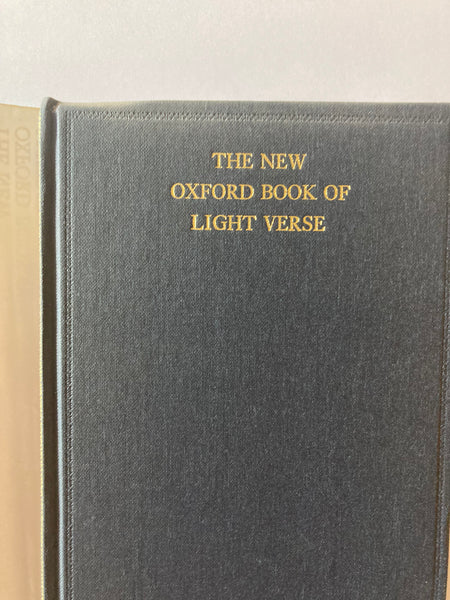 THE NEW
OXFORD BOOK OF
LIGHT VERSE